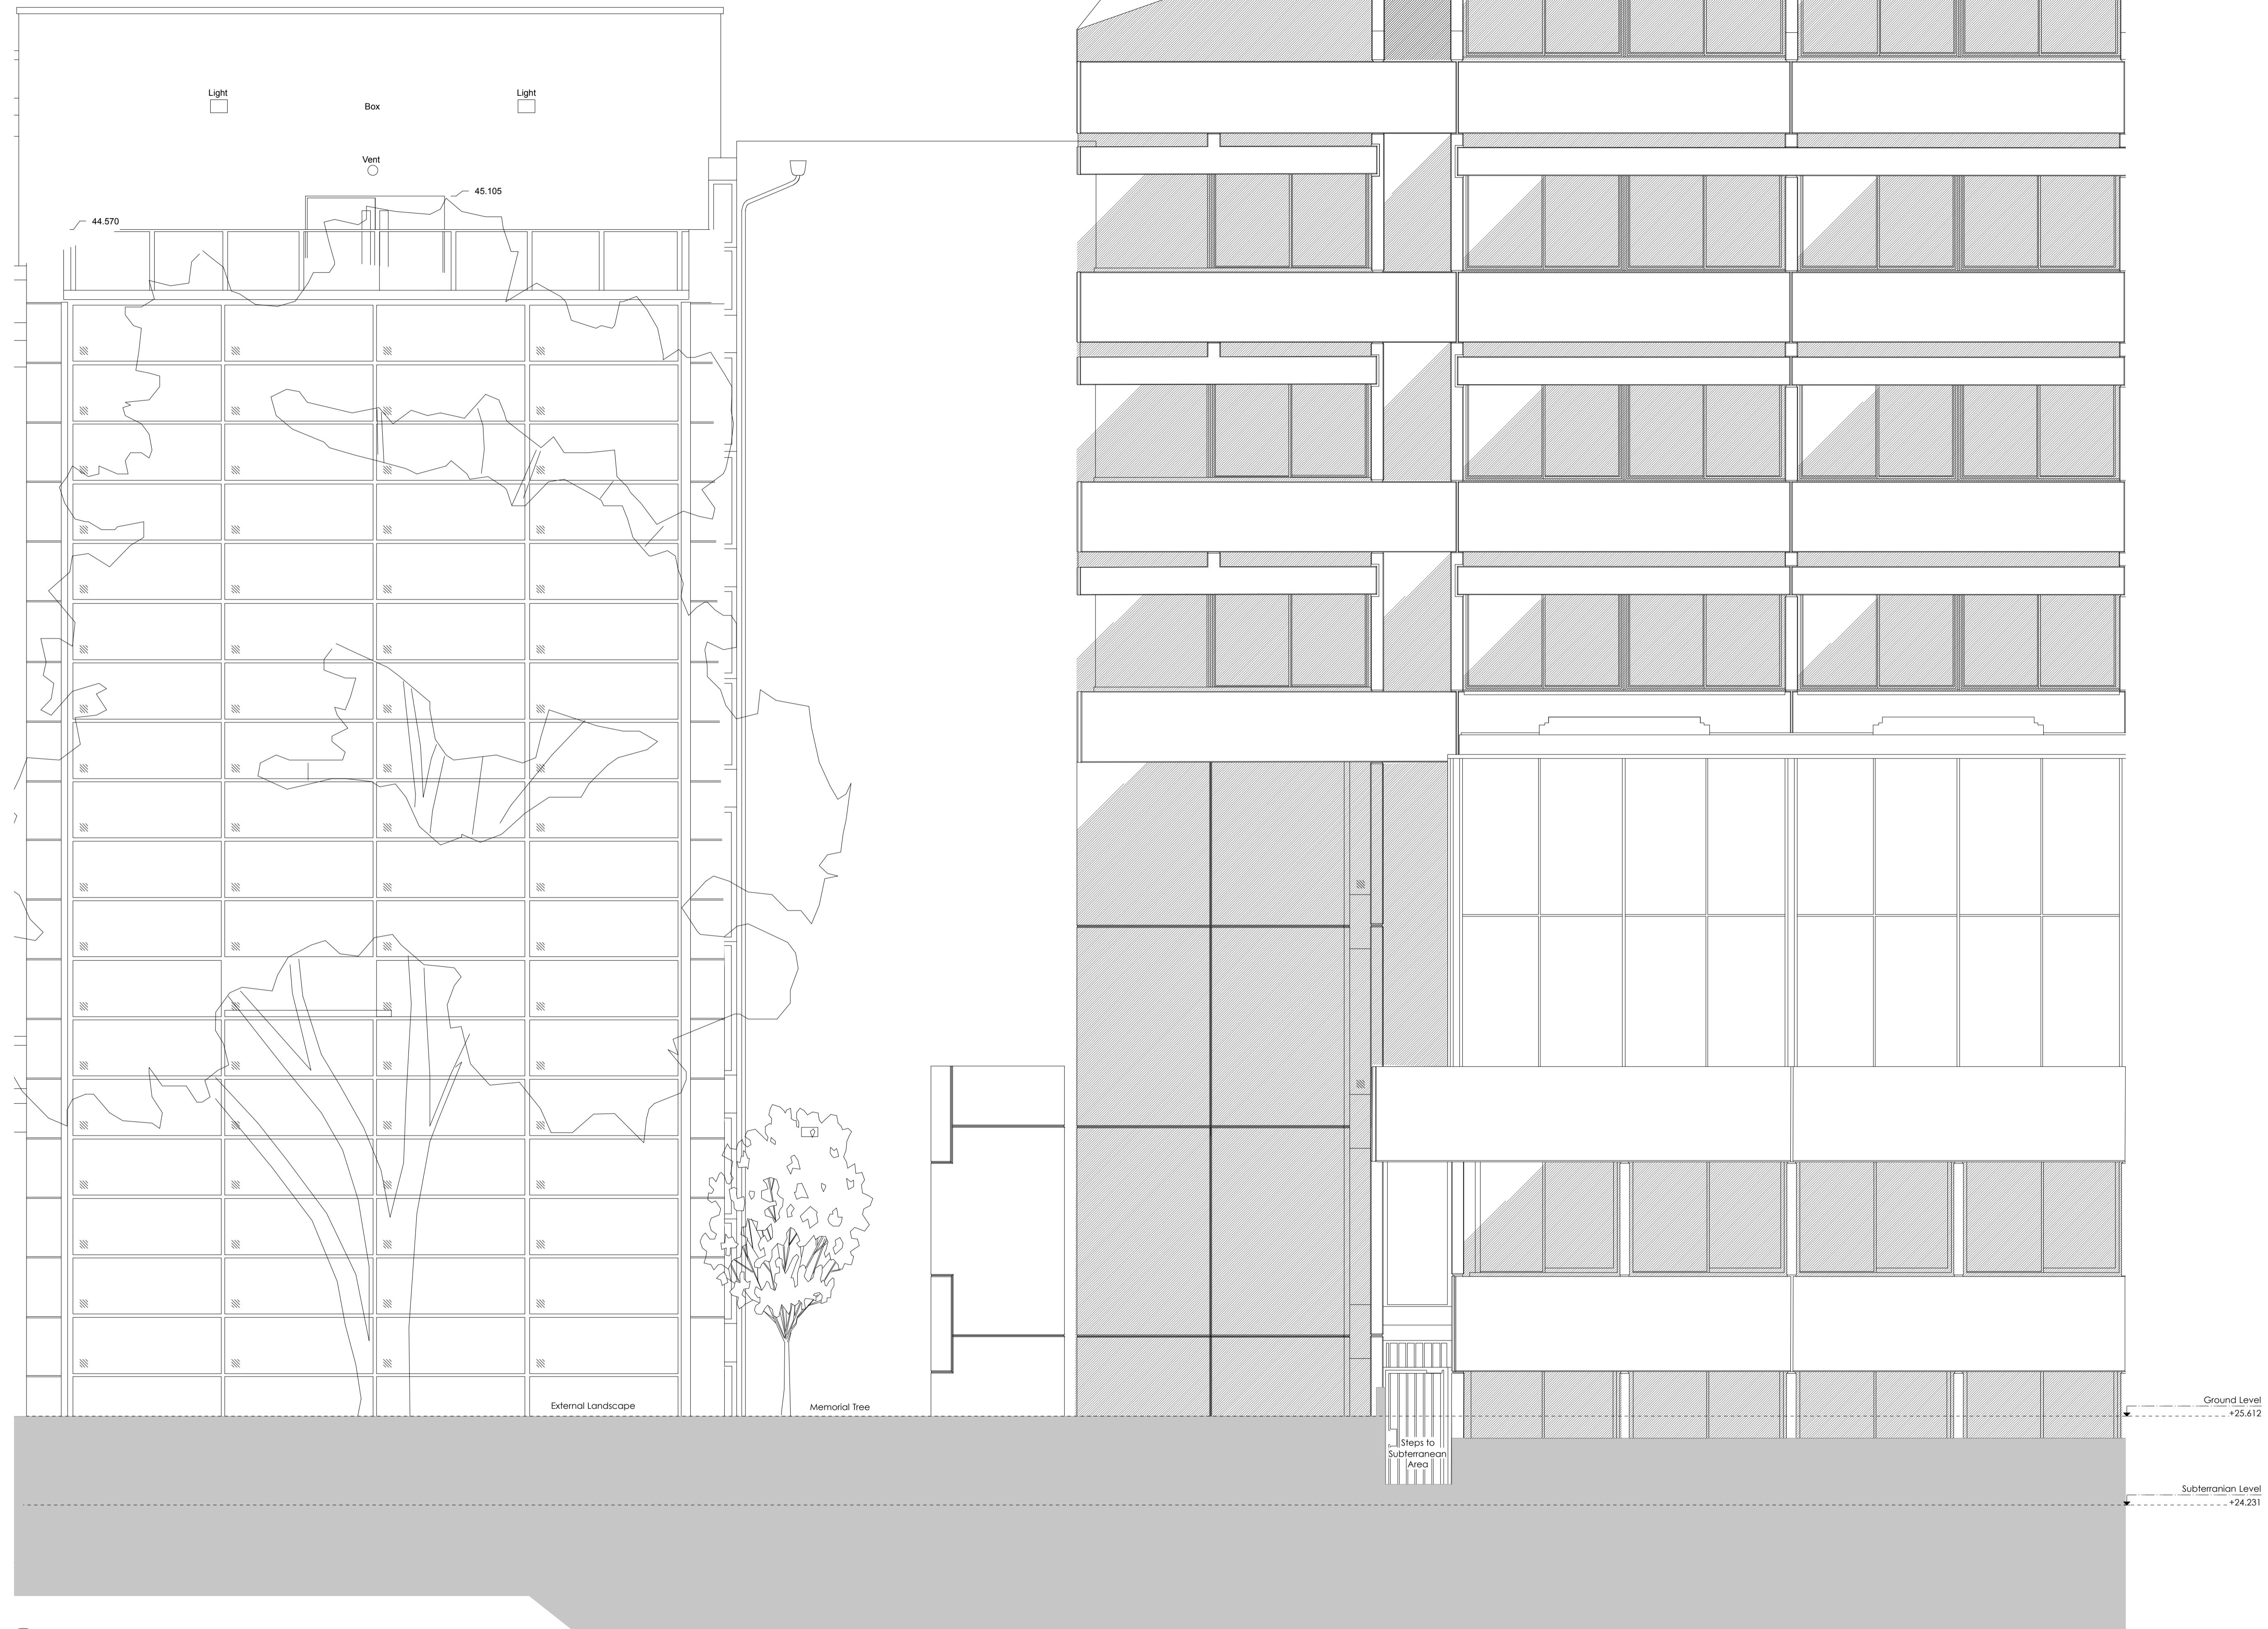 Light
Light
Box
Vent
45.105
44.570
External Landscape
Memorial Tree
Ground Level
+25.612
Steps to
Subterranean
Area
Subterranian Level
+24.231